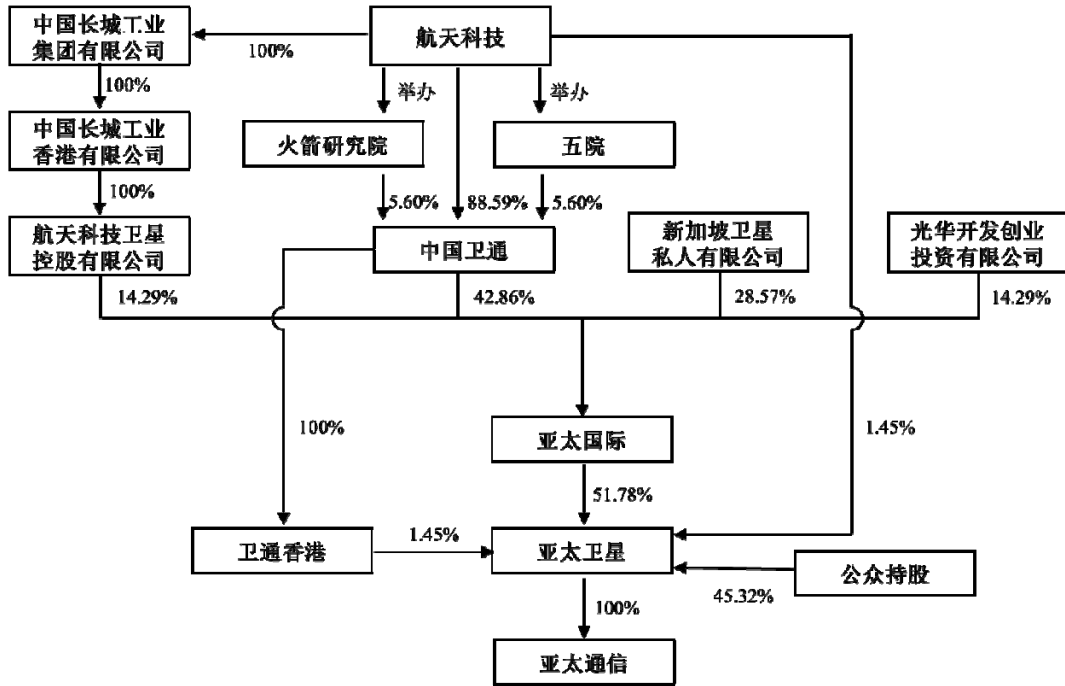 中国长城工业
集团有限公司
100%
航天科技
100%
举办
举办
中国长城工业
香港有限公司
火箭研究院
五院
100%
5.60%
88.59%
5.60%
航天科技卫星
控股有限公司
中国卫通
新加坡卫星
私人有限公司
光华开发创业
投资有限公司
14.29%
42.86%
28.57%
14.29%
100%
亚太国际
1.45%
51.78%
卫通香港
1.45%
亚太卫星
公众持股
45.32%
100%
亚太通信